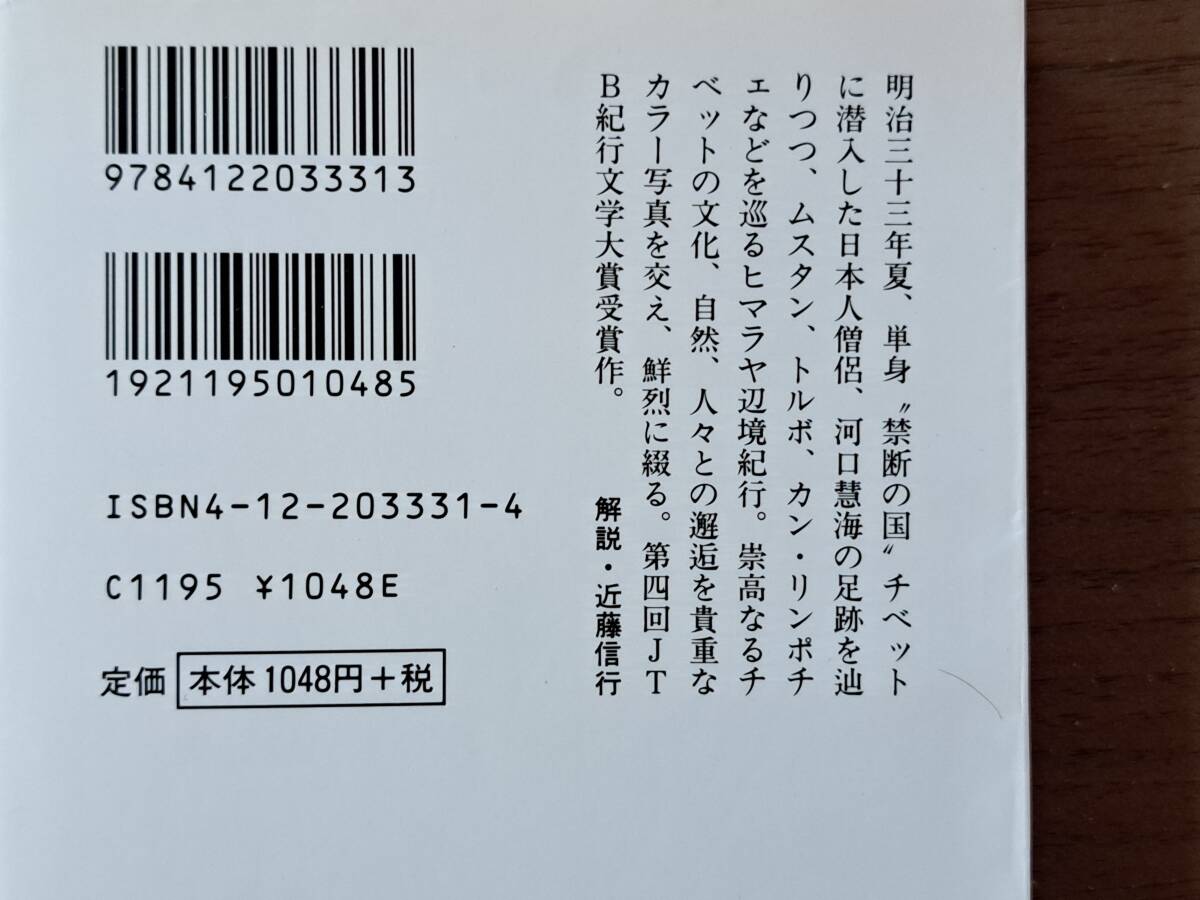 明治三十三年夏、単身〝禁断の国〟チベット
に潜入した日本人僧侶、河口慧海の足跡を辿
りつつ、ムスタン、トルボ、カン・リンポチ
ェなどを巡るヒマラヤ辺境紀行。崇高なるチ
ベットの文化、自然、人々との邂逅を貴重な
カラー写真を交え、鮮烈に綴る。第四回JT
B紀行文学大賞受賞作。
解説・近藤信行
9784122033313
1921195010485
ISBN4-12-203331-4
C1195 ¥1048E
定価 本体1048円+税